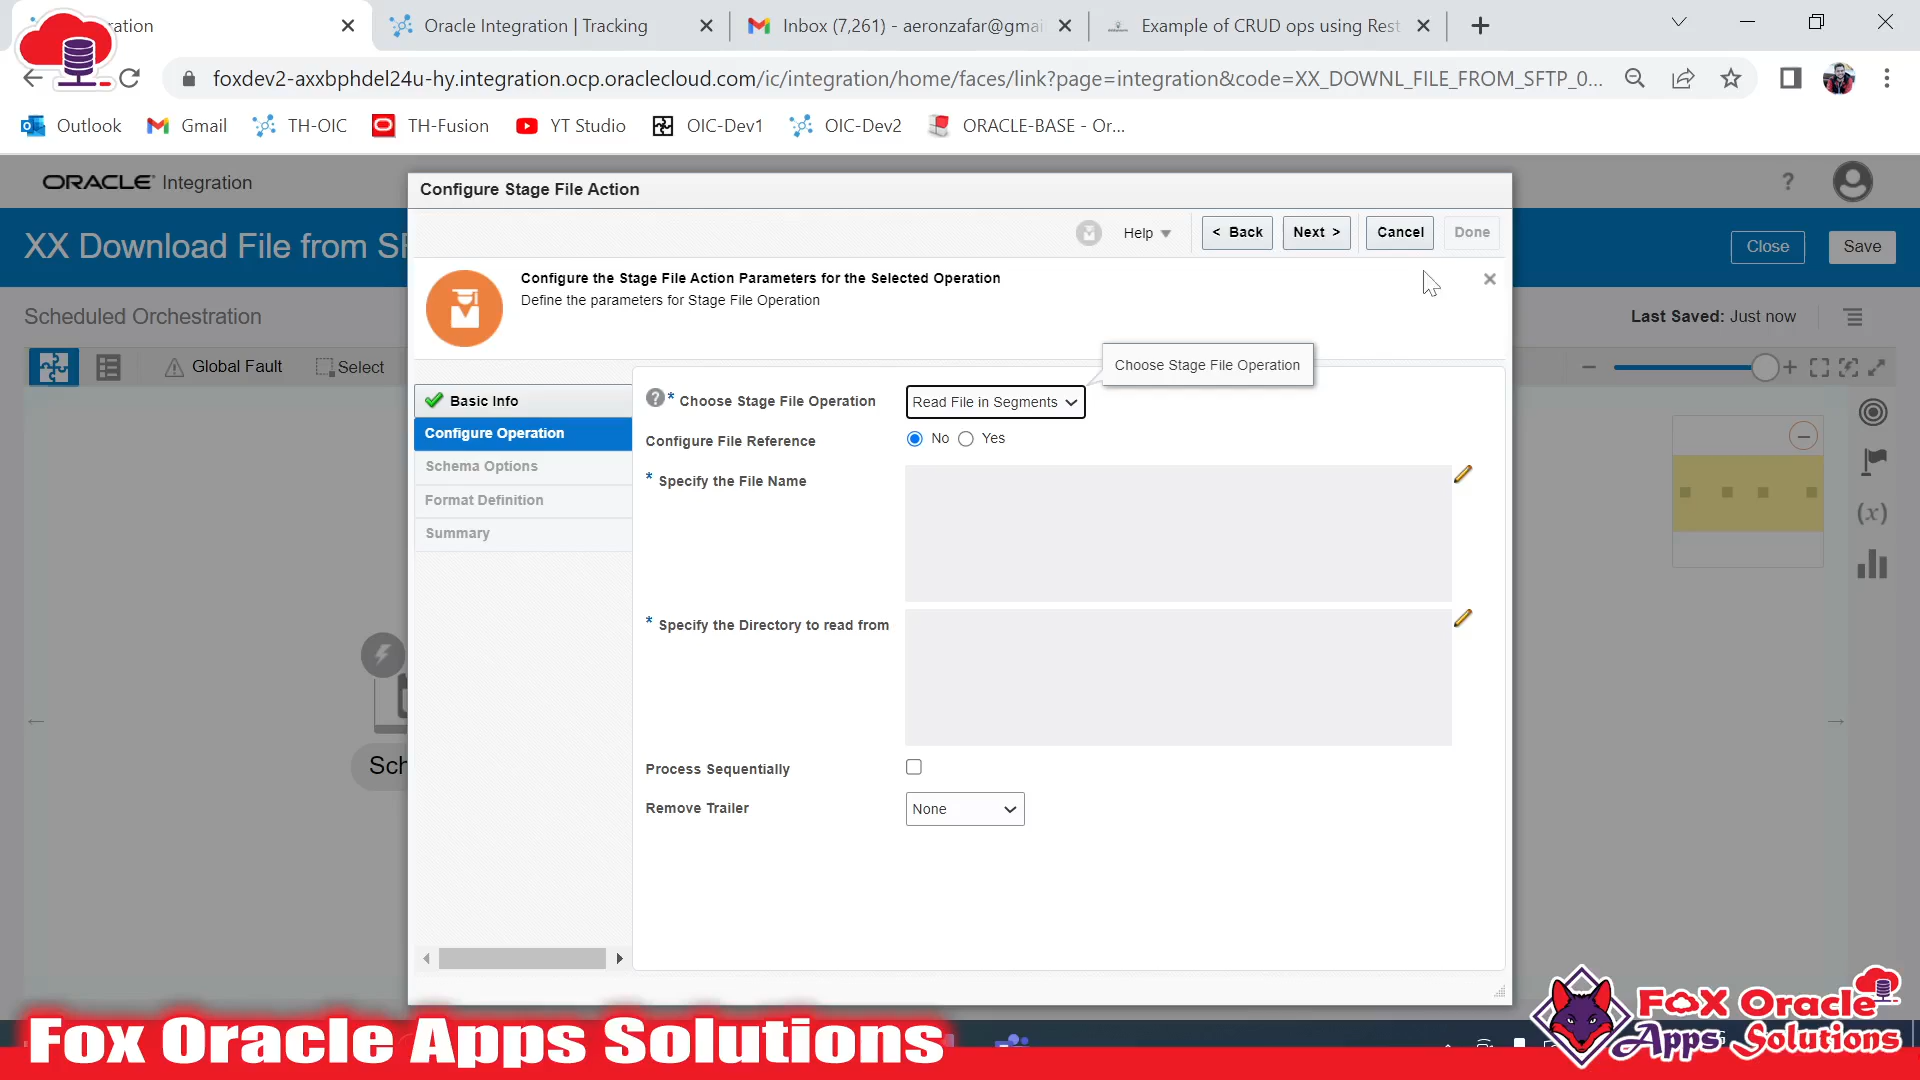 ration
Oracle Integration | Tracking
Inbox (7,261) - aeronzafar@gmai
Example of CRUD ops using Rest
foxdev2-axxbphdel24u-hy.integration.ocp.oraclecloud.com/ic/integration/home/faces/link?page=integration&code=XX_DOWNL_FILE_FROM_SFTP_0...
Outlook
Gmail
TH-OIC
TH-Fusion
YT Studio
OIC-Dev1
OIC-Dev2
ORACLE-BASE - Or...
ORACLE Integration
Configure Stage File Action
XX Download File from SF
Help
< Back
Next >
Cancel
Done
Close
Save
Configure the Stage File Action Parameters for the Selected Operation
Define the parameters for Stage File Operation
Scheduled Orchestration
Last Saved: Just now
Global Fault
Select
Choose Stage File Operation
Basic Info
Configure Operation
Schema Options
Format Definition
Summary
* Choose Stage File Operation
Read File in Segments
Configure File Reference
No
Yes
* Specify the File Name
* Specify the Directory to read from
Process Sequentially
Remove Trailer
None
(x)
Sch
Fox Oracle Apps Solutions
Fox Oracle
Apps Solutions